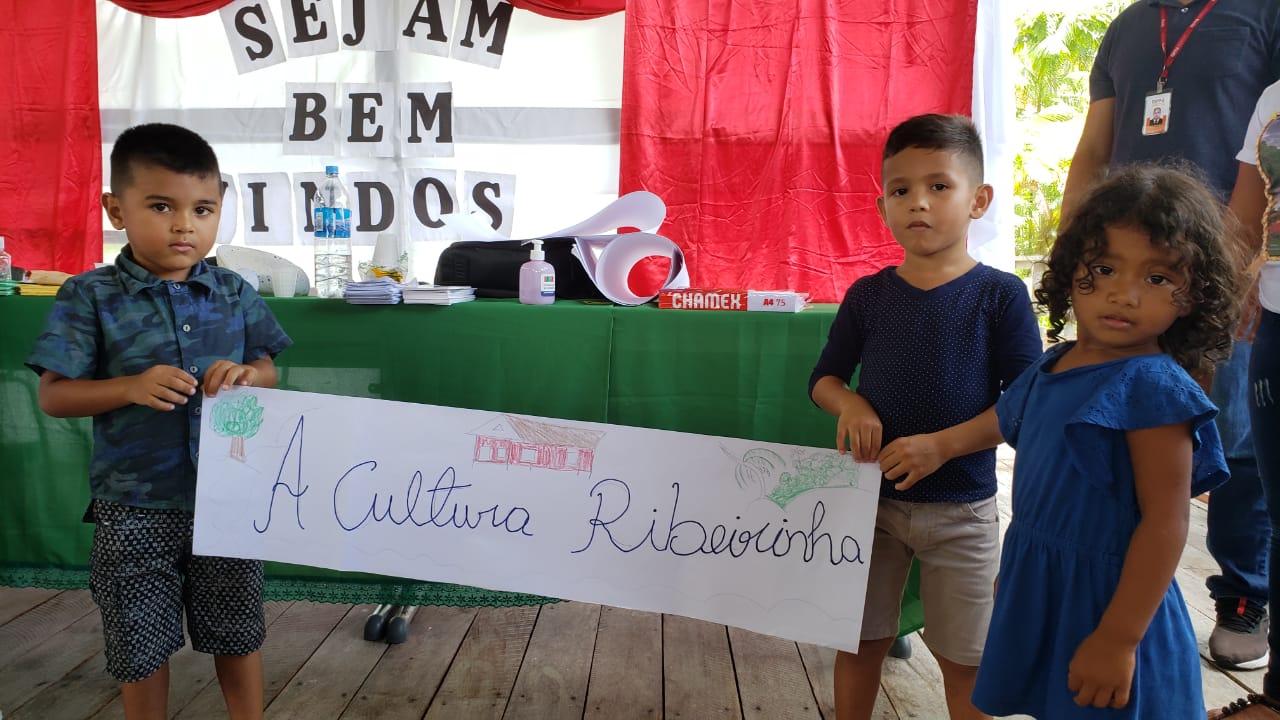 SEJAM
BEM
VINDOS
CHAMEX A4 75
A Cultura Ribeirinha